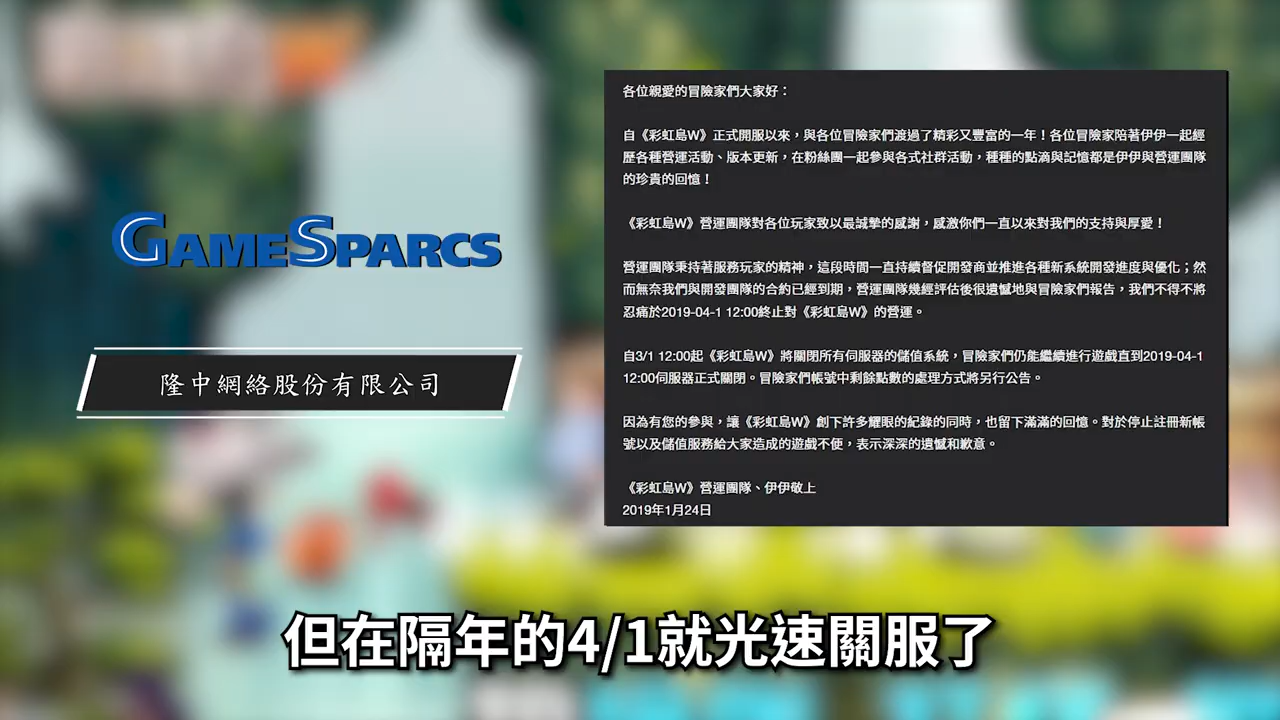 GAMESPARCS
隆中網絡股份有限公司
各位親愛的冒險家們大家好：
自《彩虹島W》正式開服以來，與各位冒險家們渡過了精彩又豐富的一年！各位冒險家陪著伊伊一起經
歷各種營運活動、版本更新，在粉絲團一起參與各式社群活動，種種的點滴與記憶都是伊伊與營運團隊
的珍貴的回憶！
《彩虹島W》營運團隊對各位玩家致以最誠摯的感謝，感激你們一直以來對我們的支持與厚愛！
營運團隊秉持著服務玩家的精神，這段時間一直持續督促開發商並推進各種新系統開發進度與優化；然
而無奈我們與開發團隊的合約已經到期，營運團隊幾經評估後很遺憾地與冒險家們報告，我們不得不將
忍痛於2019-04-1 12:00終止對《彩虹島W》的營運。
自3/1 12:00起《彩虹島W》將關閉所有伺服器的儲值系統，冒險家們仍能繼續進行遊戲直到2019-04-1
12:00伺服器正式關閉。冒險家們帳號中剩餘點數的處理方式將另行公告。
因為有您的參與，讓《彩虹島W》創下許多耀眼的紀錄的同時，也留下滿滿的回憶。對於停止註冊新帳
號以及儲值服務給大家造成的遊戲不便，表示深深的遺憾和歉意。
《彩虹島W》營運團隊、伊伊敬上
2019年1月24日
但在隔年的4/1就光速關服了